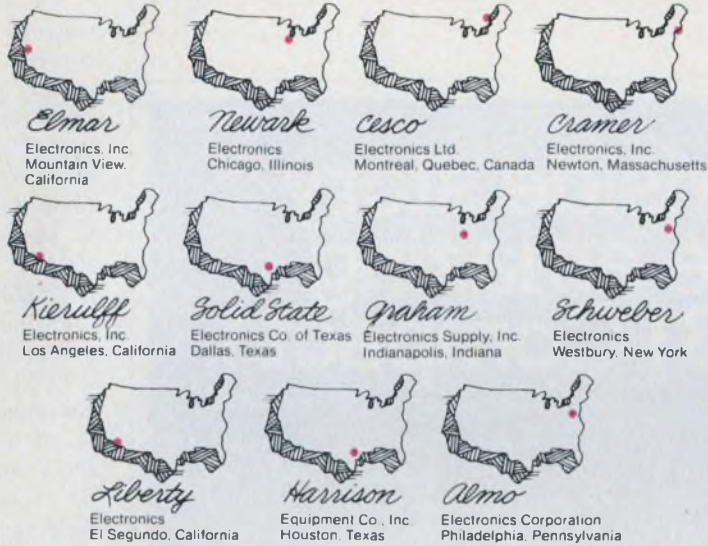 Elmar
Electronics, Inc.
Mountain View,
California
Newark
Electronics
Chicago, Illinois
Cesco
Electronics Ltd.
Montreal, Quebec, Canada
Cramer
Electronics, Inc.
Newton, Massachusetts
Kierulff
Electronics, Inc.
Los Angeles, California
Solid State
Electronics Co. of Texas
Dallas, Texas
Graham
Electronics Supply, Inc.
Indianapolis, Indiana
Schweber
Electronics
Westbury, New York
Liberty
Electronics
El Segundo, California
Harrison
Equipment Co., Inc.
Houston, Texas
Almo
Electronics Corporation
Philadelphia, Pennsylvania